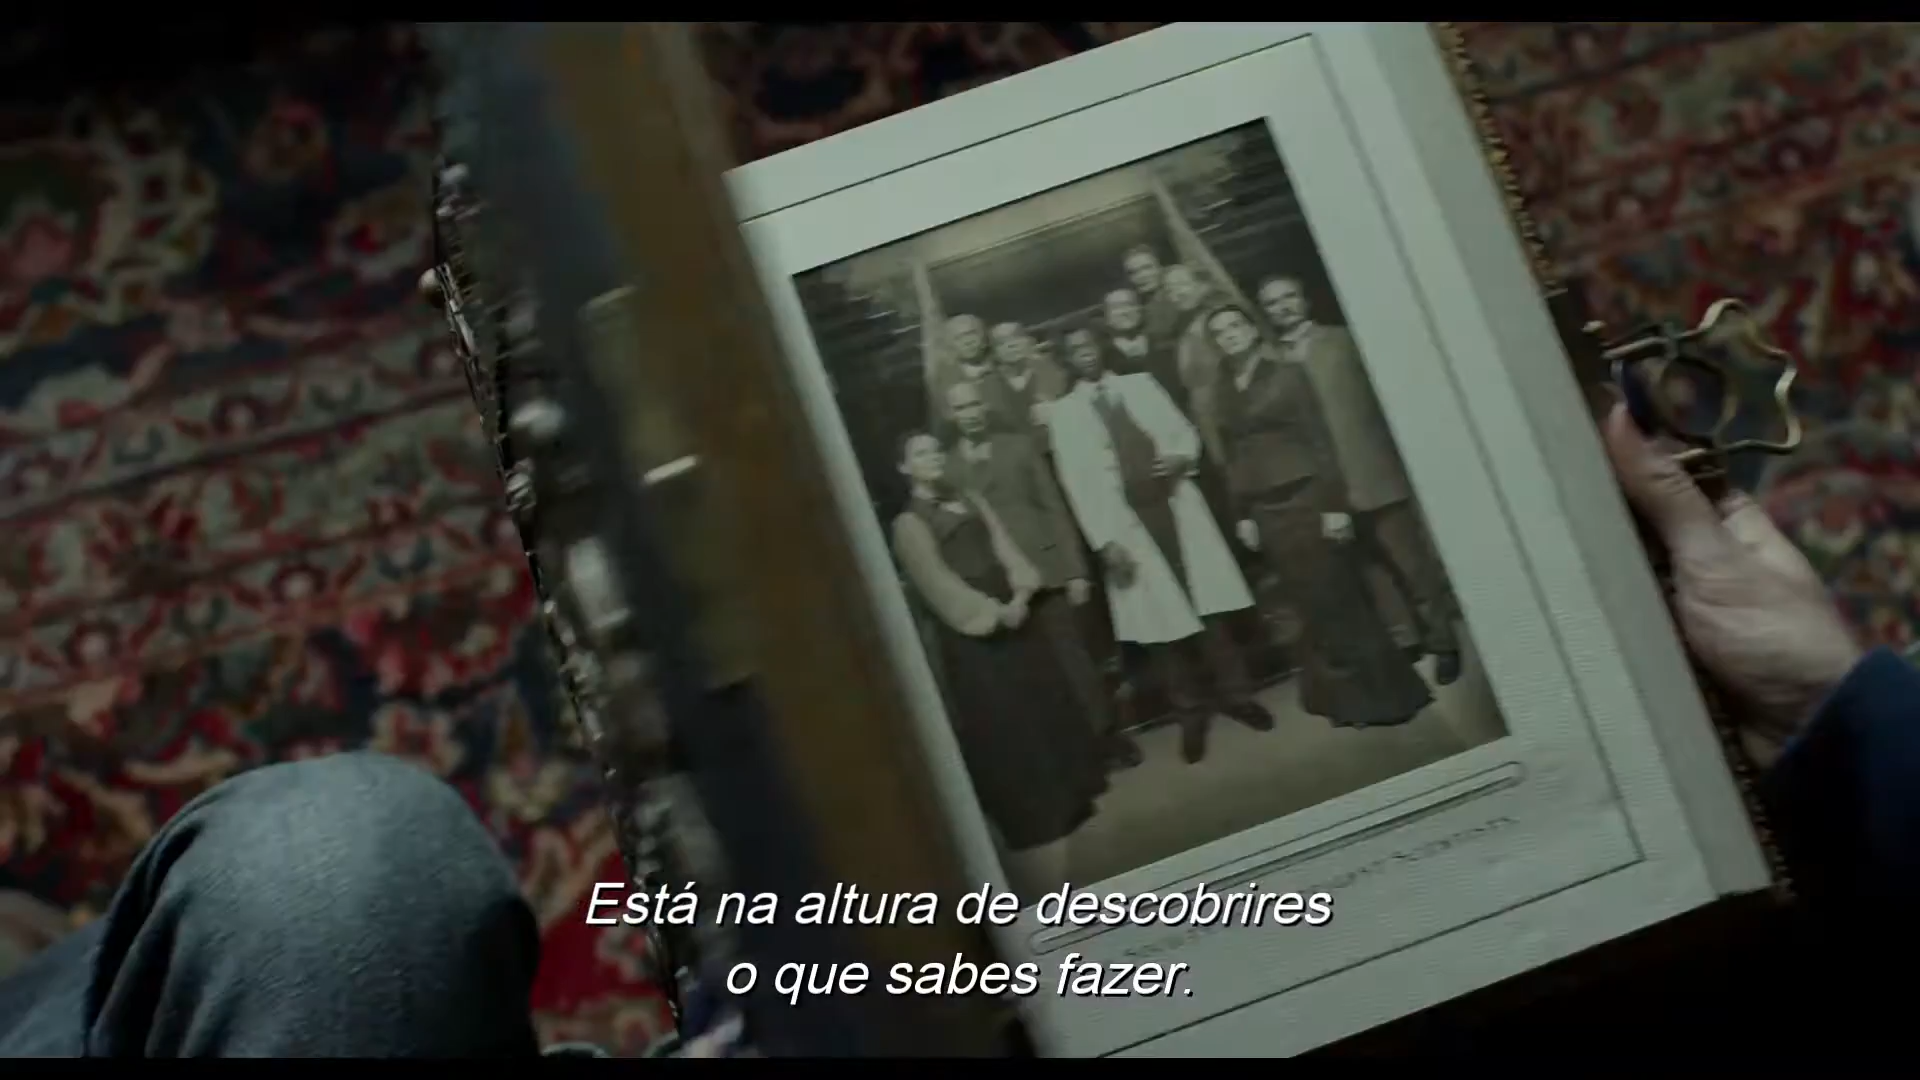 Está na altura de descobrires
o que sabes fazer.